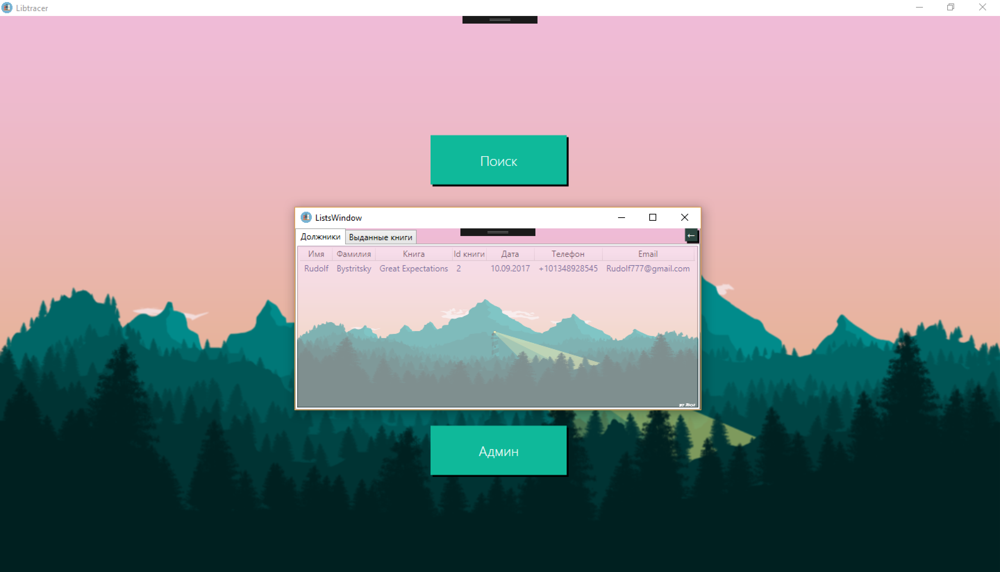 Libtracer
Поиск
ListsWindow
Должники Выданные книги ←
Имя Фамилия Книга Id книги Дата Телефон Email
Rudolf Bystritsky Great Expectations 2 10.09.2017 +101348928545 Rudolf777@gmail.com
Админ